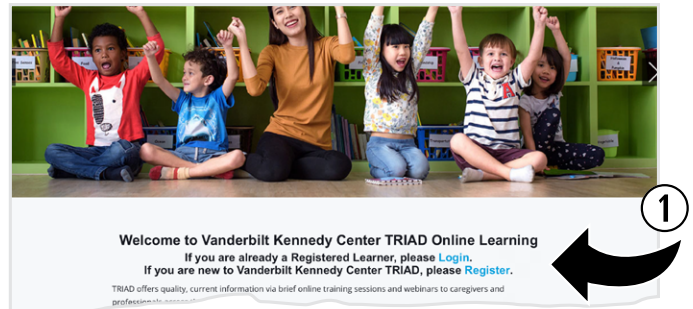 1
Welcome to Vanderbilt Kennedy Center TRIAD Online Learning
If you are already a Registered Learner, please Login.
If you are new to Vanderbilt Kennedy Center TRIAD, please Register.
TRIAD offers quality, current information via brief online training sessions and webinars to caregivers and
professionals across